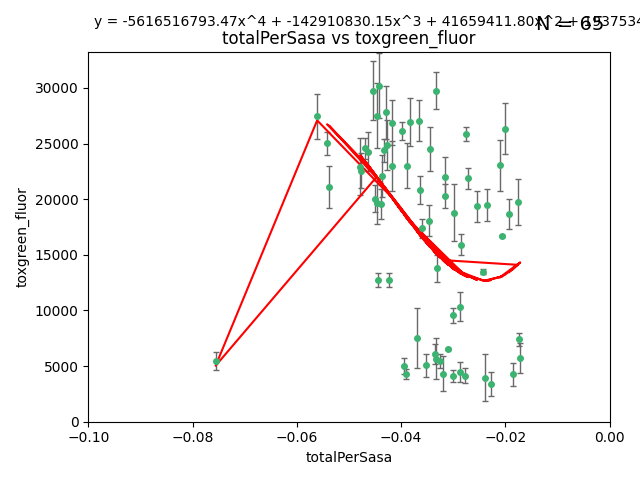 y = -5616516793.47x^4 + -142910830.15x^3 + 41659411.80x^2 +
N = 65
totalPerSasa vs toxgreen_fluor
30000
25000
20000
15000
10000
5000
0
toxgreen_fluor
−0.10 −0.08 −0.06 −0.04 −0.02 0.00
totalPerSasa